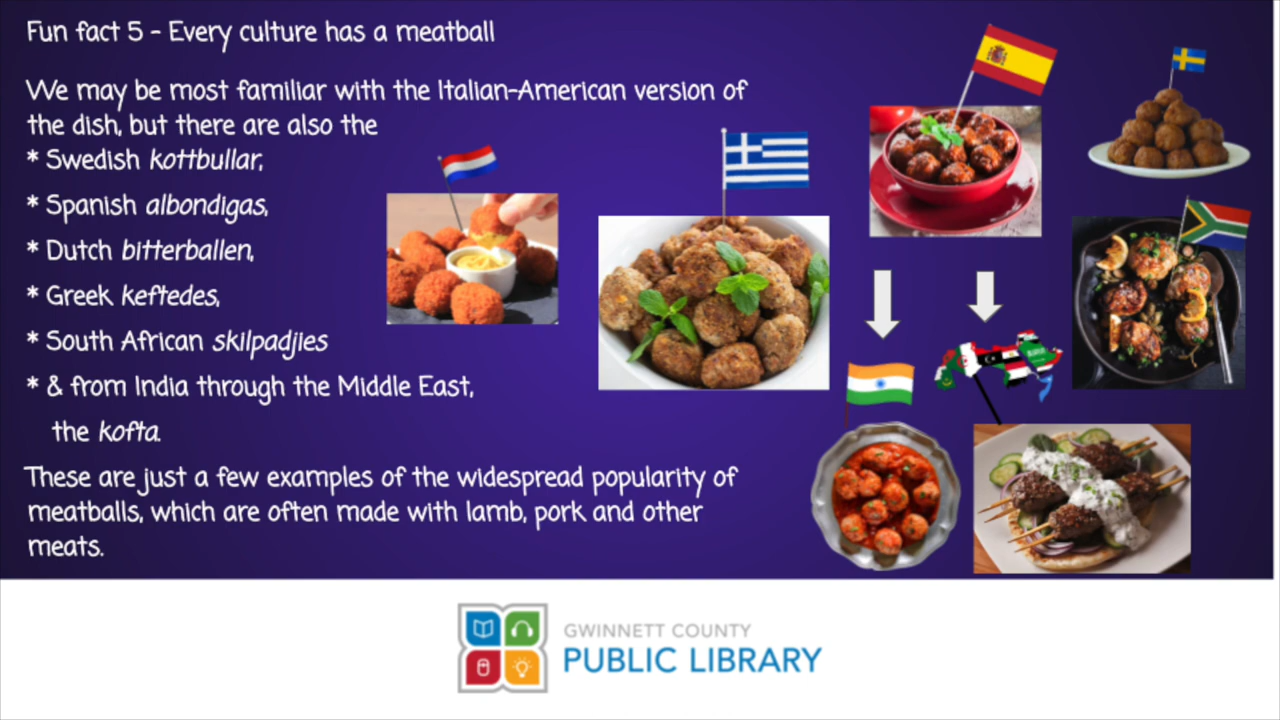 Fun fact 5 - Every culture has a meatball
We may be most familiar with the Italian-American version of
the dish, but there are also the
* Swedish kottbullar,
* Spanish albondigas,
* Dutch bitterballen,
* Greek keftedes,
* South African skilpadjies
* & from India through the Middle East,
the kofta.
These are just a few examples of the widespread popularity of
meatballs, which are often made with lamb, pork and other
meats.
GWINNETT COUNTY
PUBLIC LIBRARY